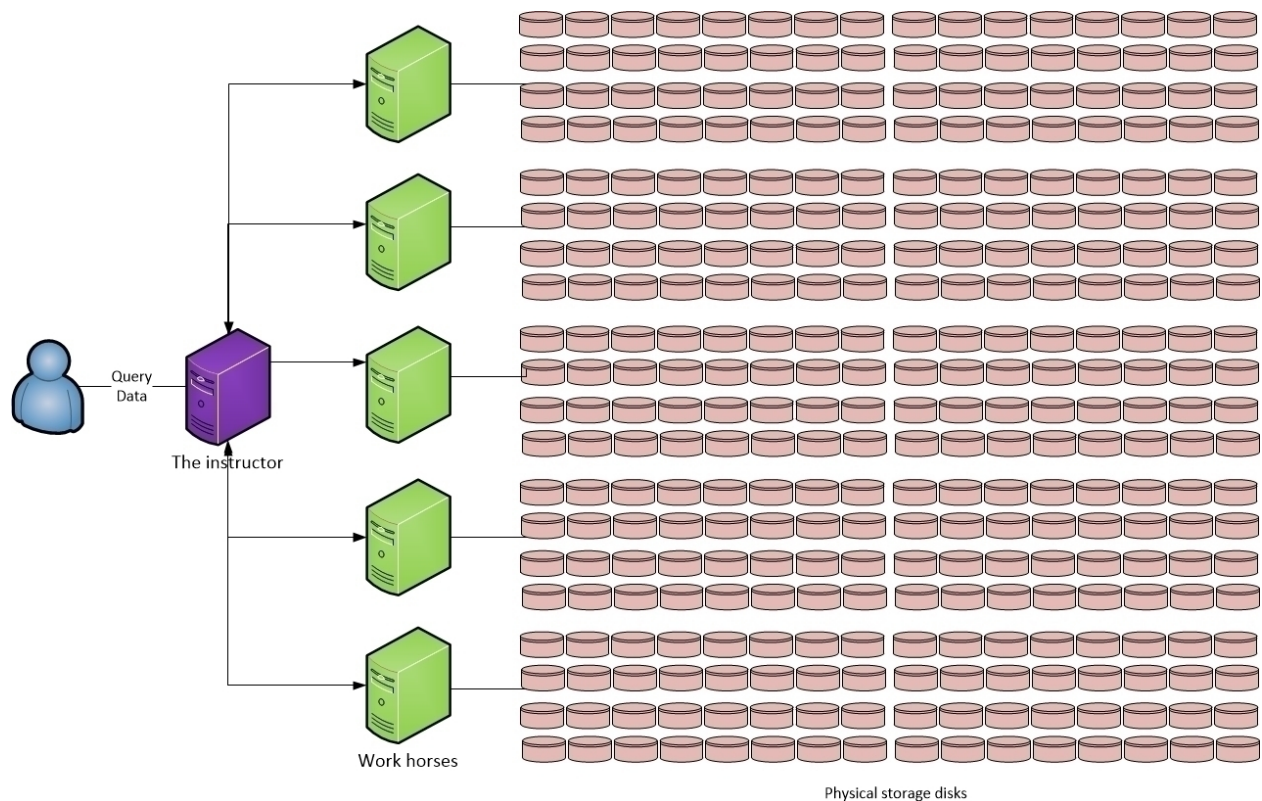 Query
Data
The instructor
Work horses
Physical storage disks